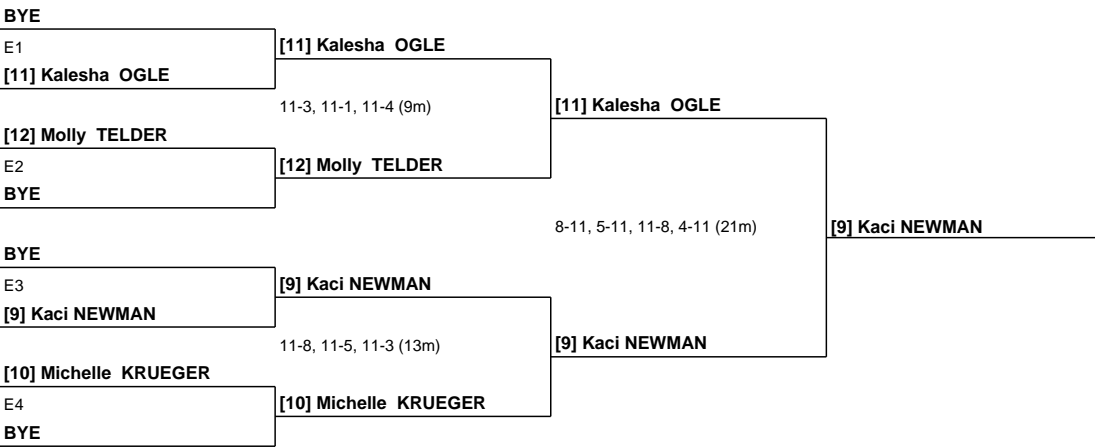 BYE
E1
[11] Kalesha OGLE
[11] Kalesha OGLE
11-3, 11-1, 11-4 (9m)
[11] Kalesha OGLE
[12] Molly TELDER
E2
[12] Molly TELDER
BYE
8-11, 5-11, 11-8, 4-11 (21m)
[9] Kaci NEWMAN
BYE
E3
[9] Kaci NEWMAN
[9] Kaci NEWMAN
11-8, 11-5, 11-3 (13m)
[9] Kaci NEWMAN
[10] Michelle KRUEGER
E4
[10] Michelle KRUEGER
BYE